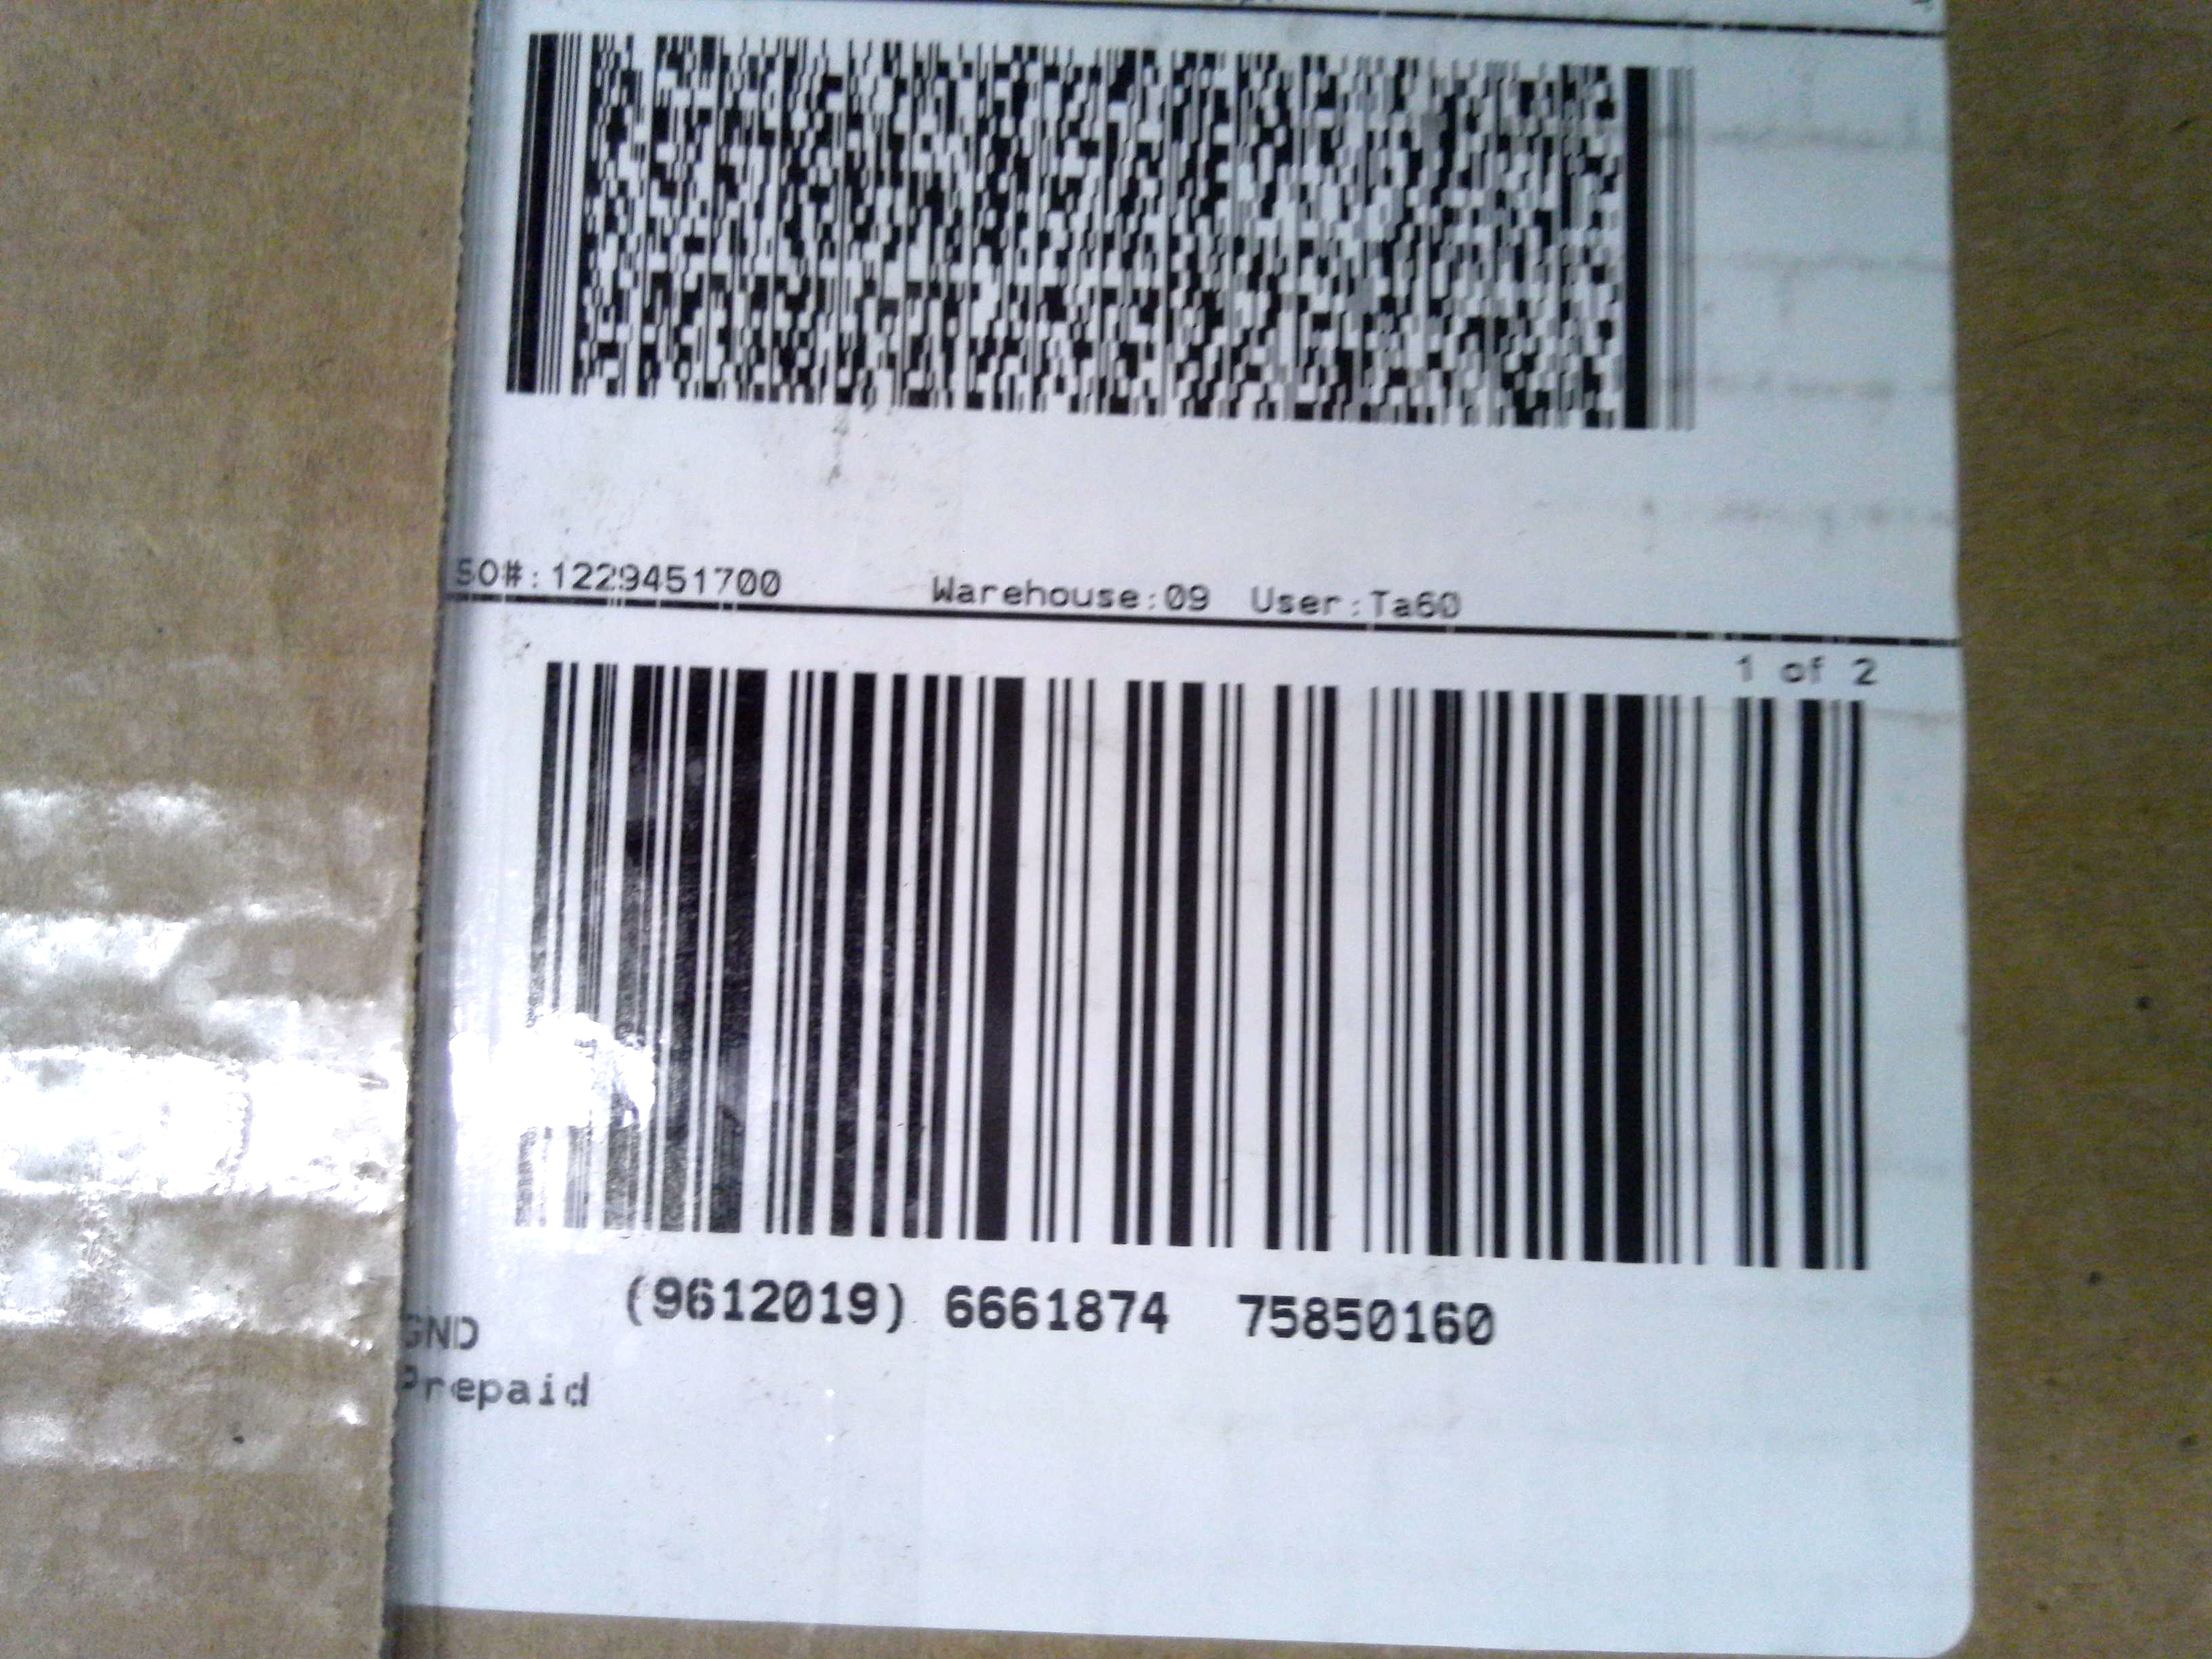 SO#:1229451700 Warehouse:09 User:Ta60
1 of 2
(9612019) 6661874 75850160
GND
Prepaid